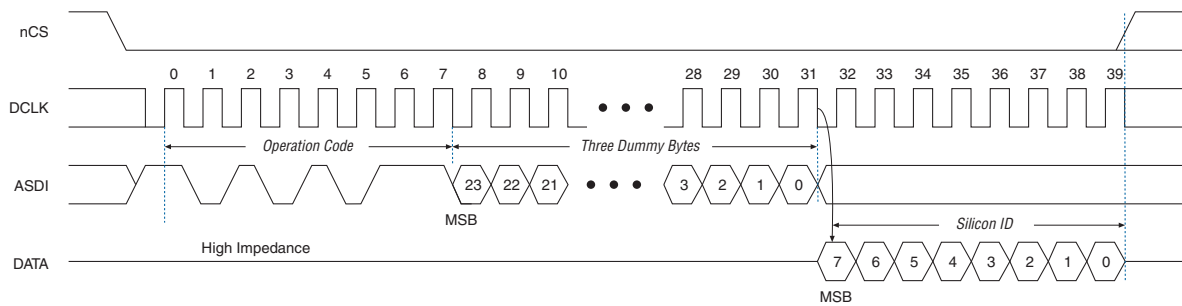 nCS
0 1 2 3 4 5 6 7 8 9 10 28 29 30 31 32 33 34 35 36 37 38 39
DCLK
Operation Code Three Dummy Bytes
ASDI 23 22 21 3 2 1 0
MSB Silicon ID
High Impedance
DATA 7 6 5 4 3 2 1 0
MSB